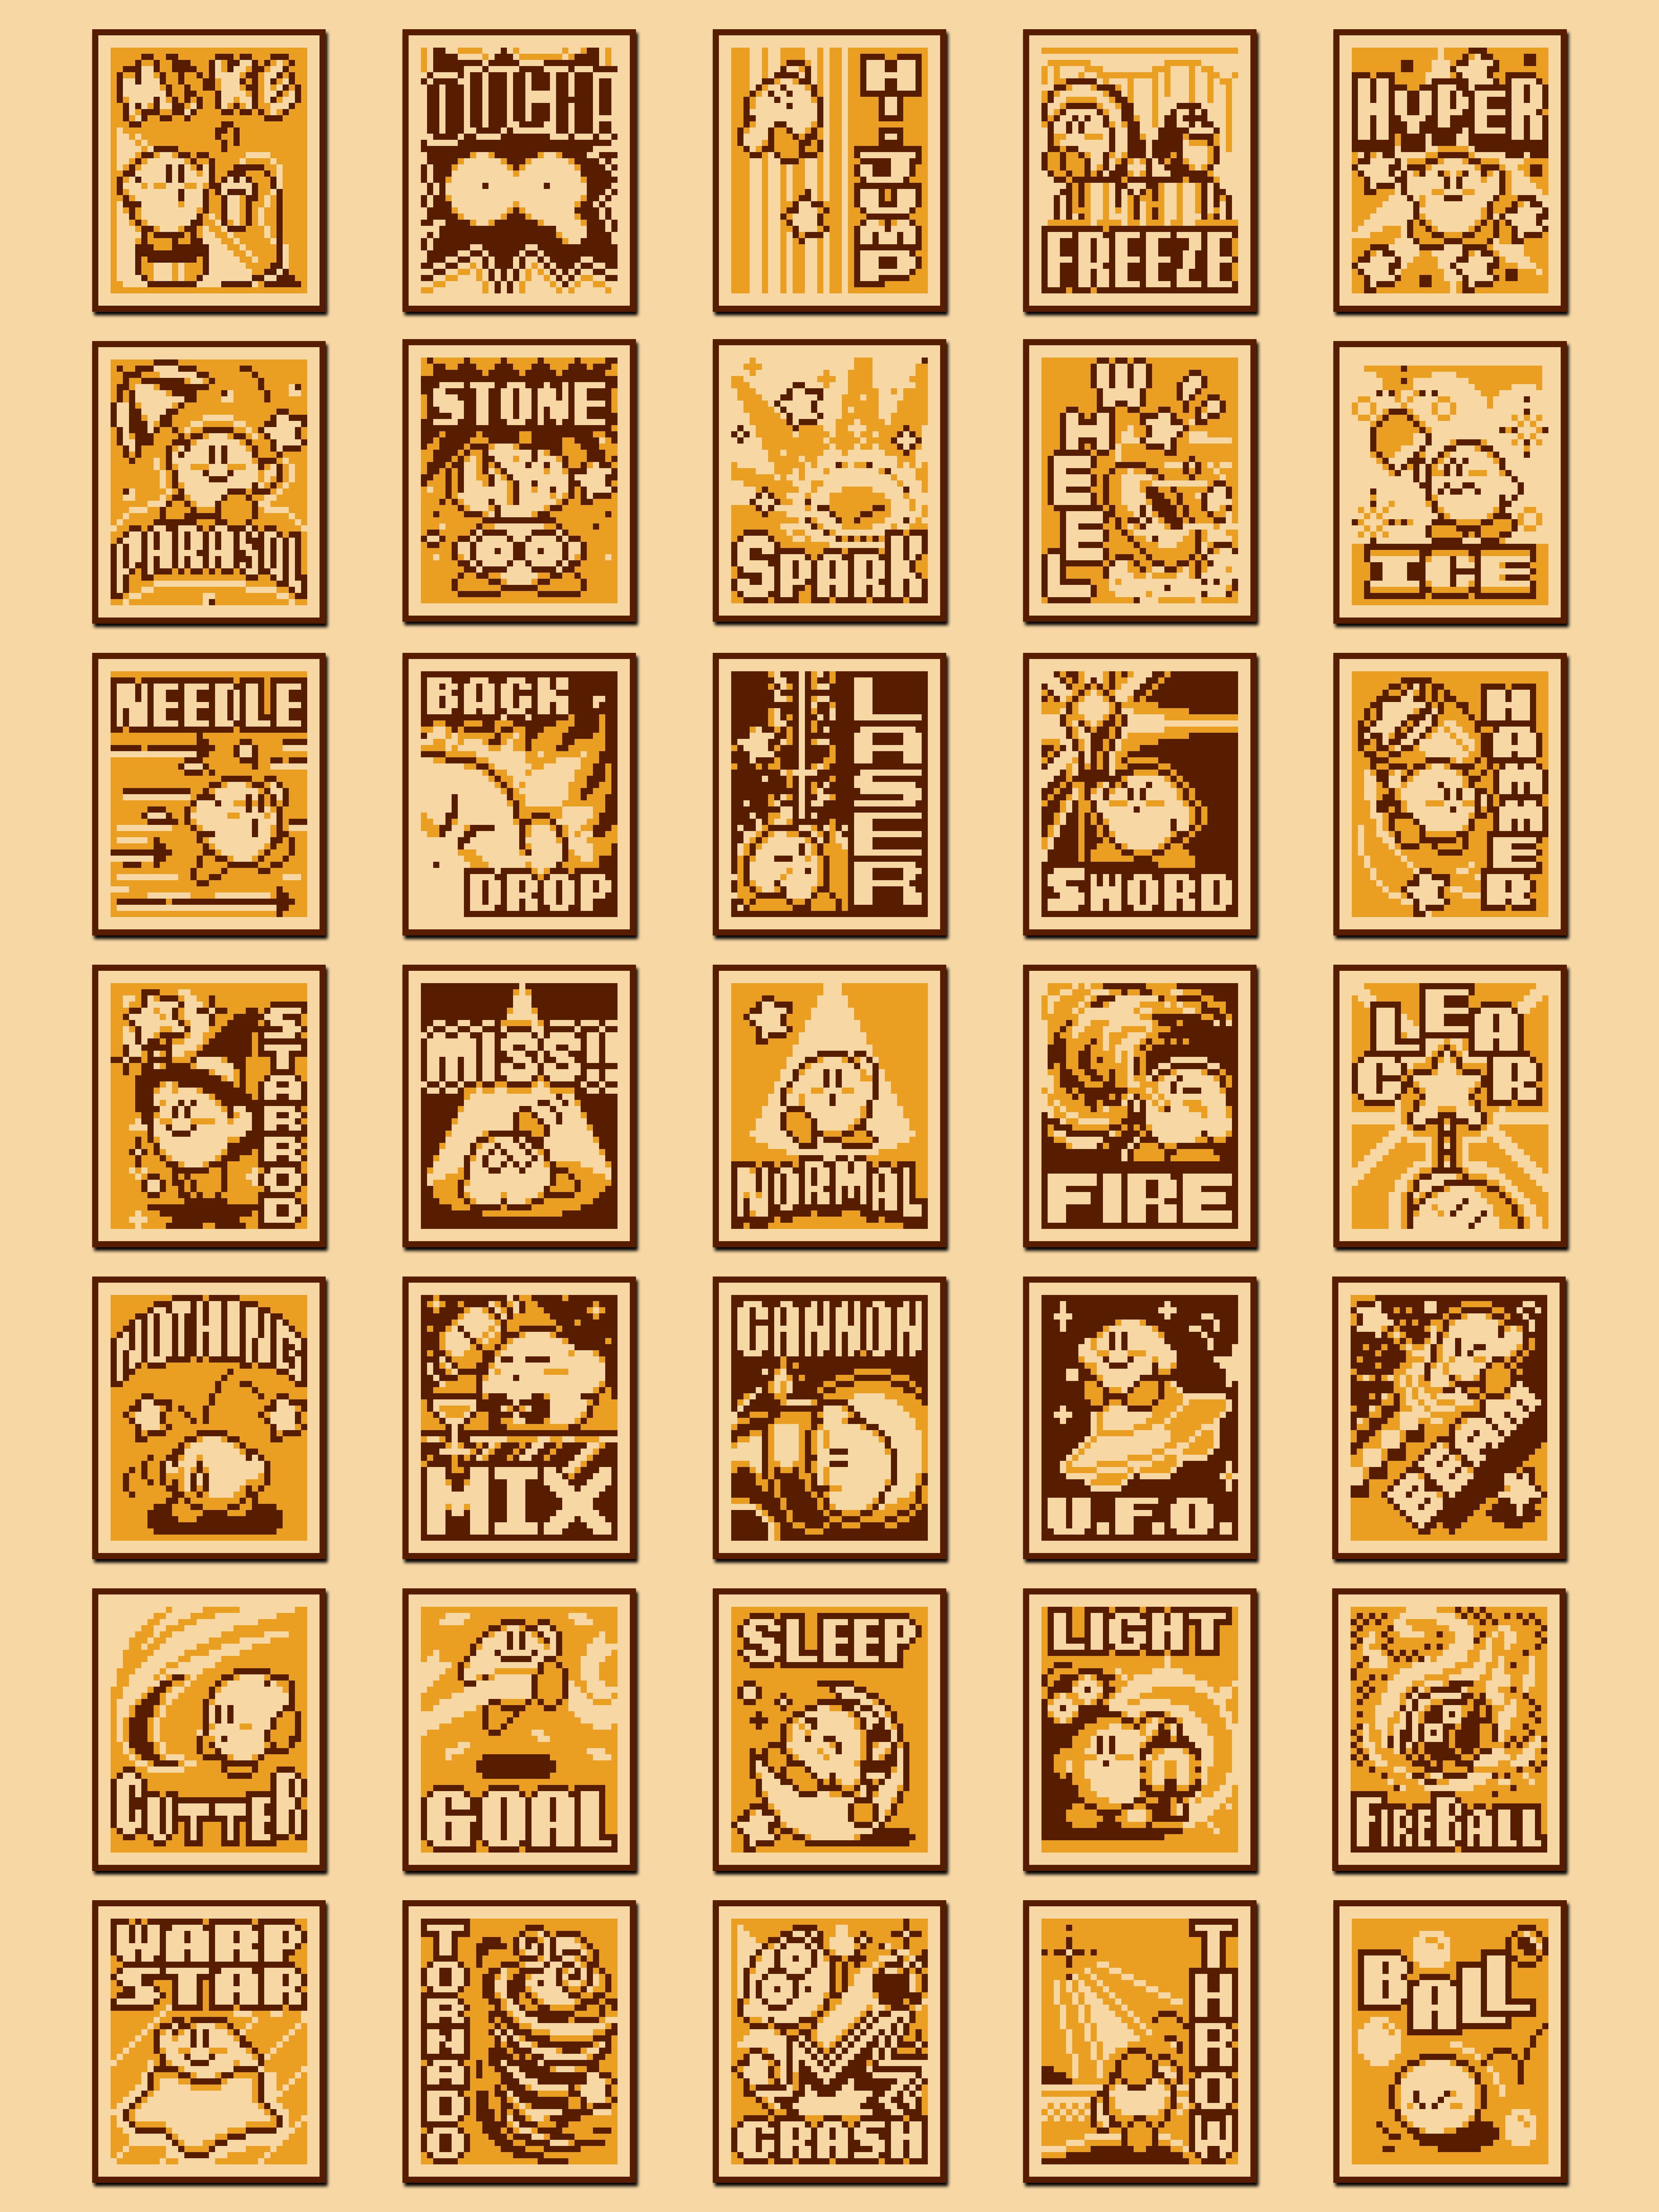 MIKE
OUCH!
HI-JUMP
FREEZE
HYPER
PARASOL
STONE
SPARK
WHEEL
ICE
NEEDLE
BACK
DROP
LASER
SWORD
HAMMER
STARROD
MISS!
NORMAL
FIRE
CLEAR
NOTHING
MIX
CANNON
U.F.O.
BEAM
CUTTER
GOAL
SLEEP
LIGHT
FIREBALL
WARP
STAR
TORNADO
CRASH
THROW
BALL